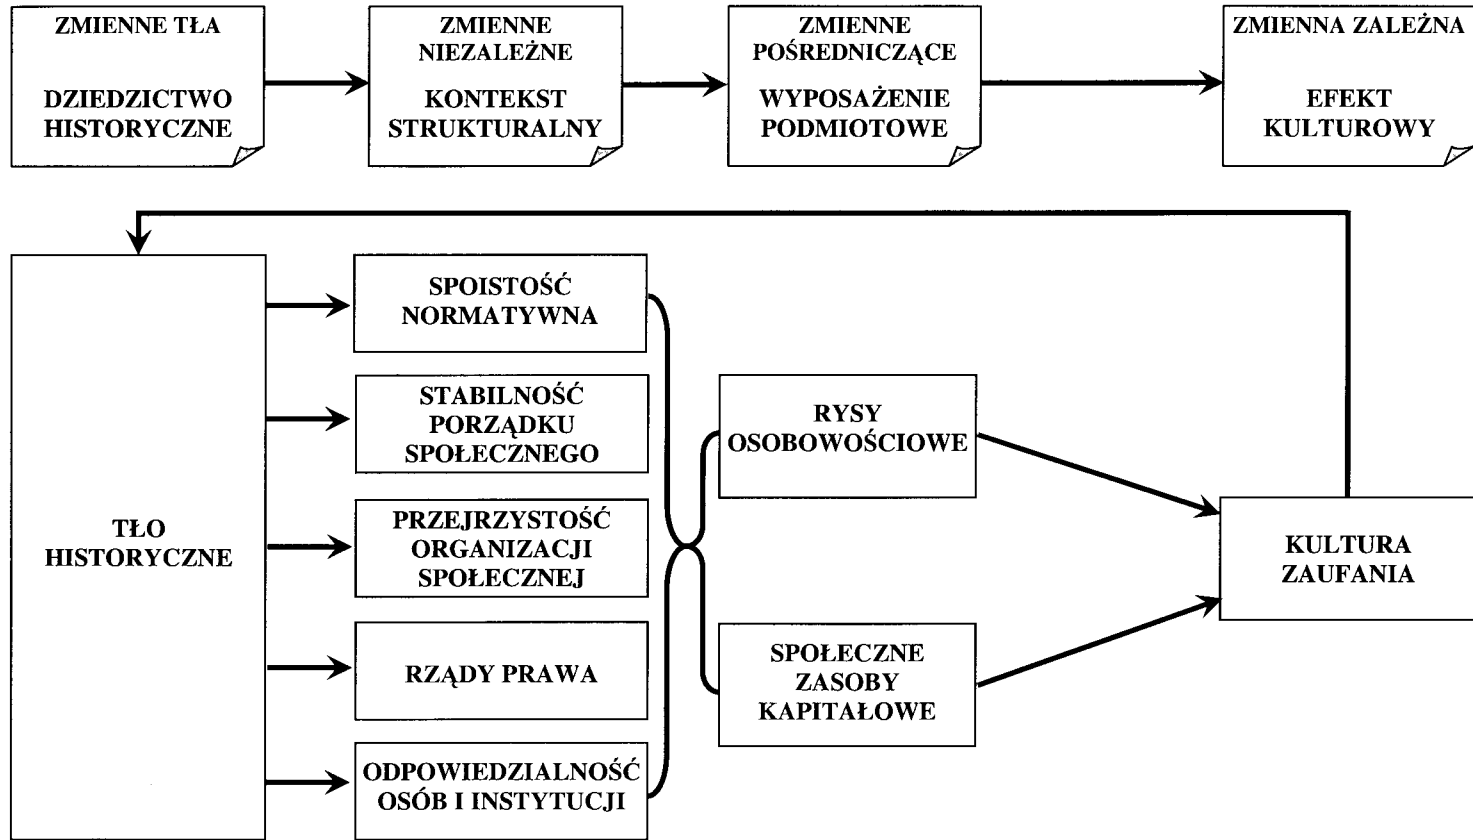 ZMIENNE TŁA
DZIEDZICTWO
HISTORYCZNE
ZMIENNE
NIEZALEŻNE
KONTEKST
STRUKTURALNY
ZMIENNE
POŚREDNICZĄCE
WYPOSAŻENIE
PODMIOTOWE
ZMIENNA ZALEŻNA
EFEKT
KULTUROWY
TŁO
HISTORYCZNE
SPOISTOŚĆ
NORMATYWNA
STABILNOŚĆ
PORZĄDKU
SPOŁECZNEGO
PRZEJRZYSTOŚĆ
ORGANIZACJI
SPOŁECZNEJ
RZĄDY PRAWA
ODPOWIEDZIALNOŚĆ
OSÓB I INSTYTUCJI
RYSY
OSOBOWOŚCIOWE
SPOŁECZNE
ZASOBY
KAPITAŁOWE
KULTURA
ZAUFANIA